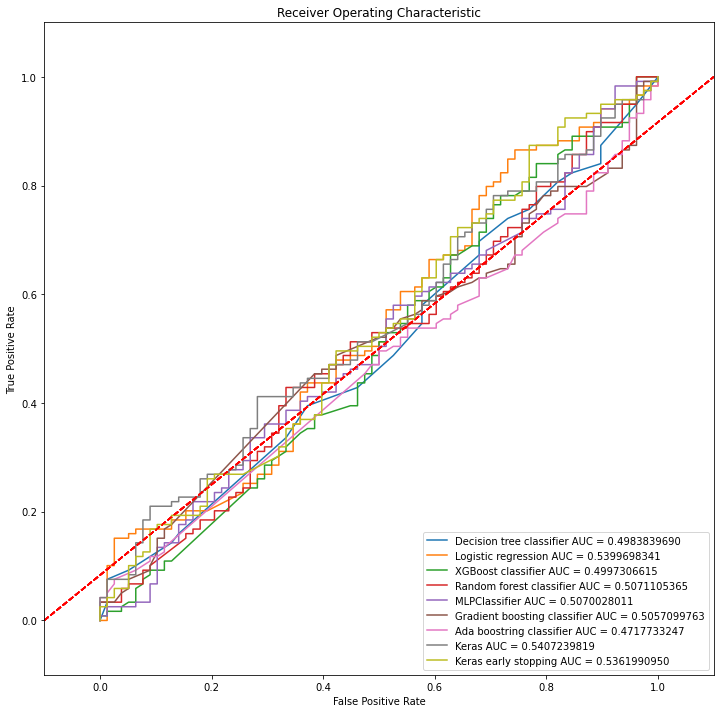 Receiver Operating Characteristic
True Positive Rate
1.0
0.8
0.6
0.4
0.2
0.0
Decision tree classifier AUC = 0.4983839690
Logistic regression AUC = 0.5399698341
XGBoost classifier AUC = 0.4997306615
Random forest classifier AUC = 0.5071105365
MLPClassifier AUC = 0.5070028011
Gradient boosting classifier AUC = 0.5057099763
Ada boostring classifier AUC = 0.4717733247
Keras AUC = 0.5407239819
Keras early stopping AUC = 0.5361990950
0.0 0.2 0.4 0.6 0.8 1.0
False Positive Rate